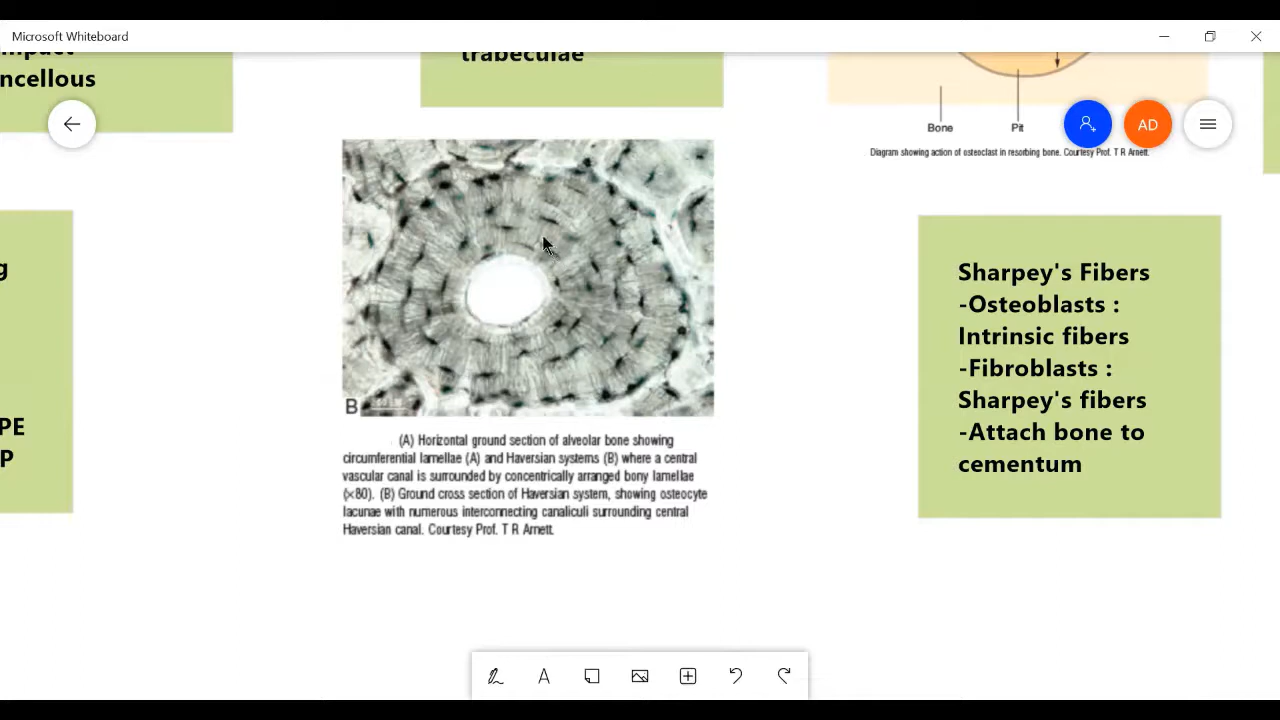 Microsoft Whiteboard
ncellous
trabeculae
AD
Bone
Pit
Diagram showing action of osteoclast in resorbing bone. Courtesy Prof. T R Arnett.
g
PE
P
B
(A) Horizontal ground section of alveolar bone showing
circumferential lamellae (A) and Haversian systems (B) where a central
vascular canal is surrounded by concentrically arranged bony lamellae
(×80). (B) Ground cross section of Haversian system, showing osteocyte
lacunae with numerous interconnecting canaliculi surrounding central
Haversian canal. Courtesy Prof. T R Arnett.
Sharpey's Fibers
-Osteoblasts :
Intrinsic fibers
-Fibroblasts :
Sharpey's fibers
-Attach bone to
cementum